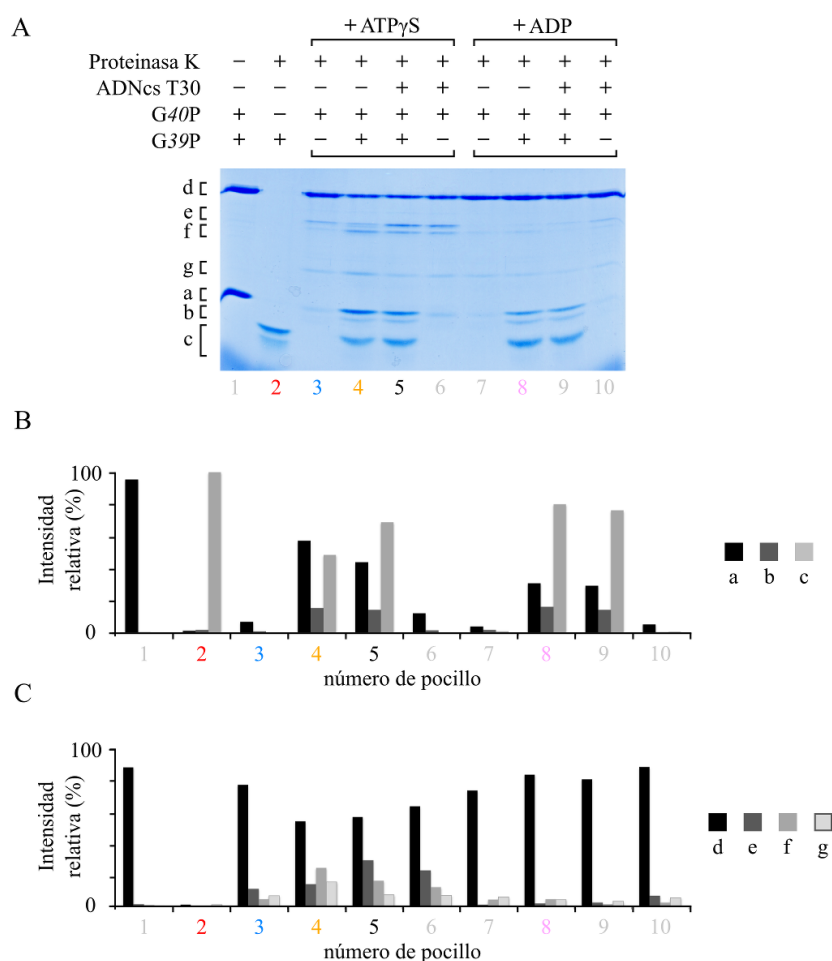 A
+ ATPγS + ADP
Proteinasa K – + + + + + + + + +
ADNcs T30 – – – – + + – – + +
G40P + – + + + + + + + +
G39P + + – + + – – + + –
d
e
f
g
a
b
c
1 2 3 4 5 6 7 8 9 10
B
Intensidad
relativa (%)
100
0
1 2 3 4 5 6 7 8 9 10
número de pocillo
a b c
C
Intensidad
relativa (%)
100
0
1 2 3 4 5 6 7 8 9 10
número de pocillo
d e f g